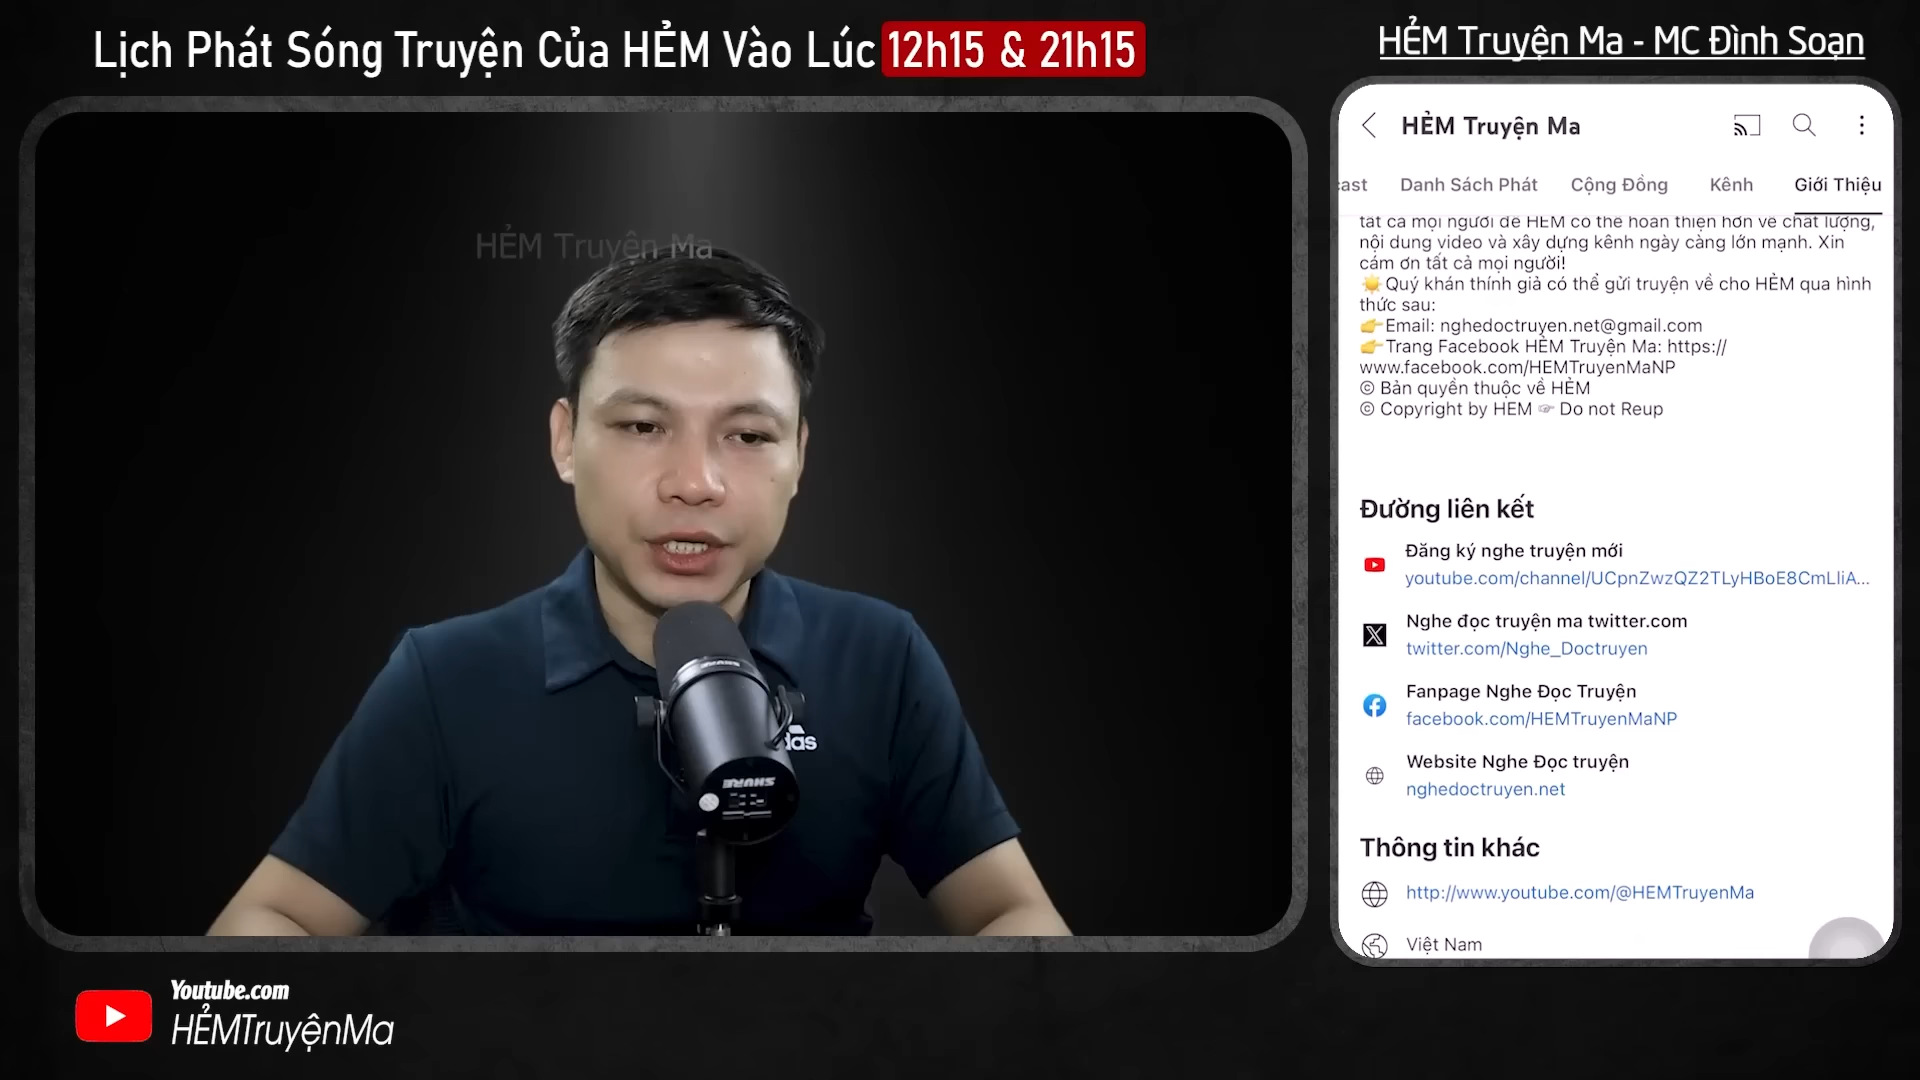 Lịch Phát Sóng Truyện Của HẺM Vào Lúc 12h15 & 21h15
HẺM Truyện Ma - MC Đình Soạn
HẺM Truyện Ma
HẺM Truyện Ma
Danh Sách Phát Cộng Đồng Kênh Giới Thiệu
tất cả mọi người để HẺM có thể hoàn thiện hơn về chất lượng,
nội dung video và xây dựng kênh ngày càng lớn mạnh. Xin
cám ơn tất cả mọi người!
☀️Quý khán thính giả có thể gửi truyện về cho HẺM qua hình
thức sau:
👉Email: nghedoctruyen.net@gmail.com
👉Trang Facebook HẺM Truyện Ma: https://
www.facebook.com/HEMTruyenMaNP
© Bản quyền thuộc về HẺM
© Copyright by HEM ☞ Do not Reup
Đường liên kết
Đăng ký nghe truyện mới
youtube.com/channel/UCpnZwzQZ2TLyHBoE8CmLIiA...
Nghe đọc truyện ma twitter.com
twitter.com/Nghe_Doctruyen
Fanpage Nghe Đọc Truyện
facebook.com/HEMTruyenMaNP
Website Nghe Đọc truyện
nghedoctruyen.net
Thông tin khác
http://www.youtube.com/@HEMTruyenMa
Việt Nam
SHURE
Youtube.com
HẺMTruyệnMa